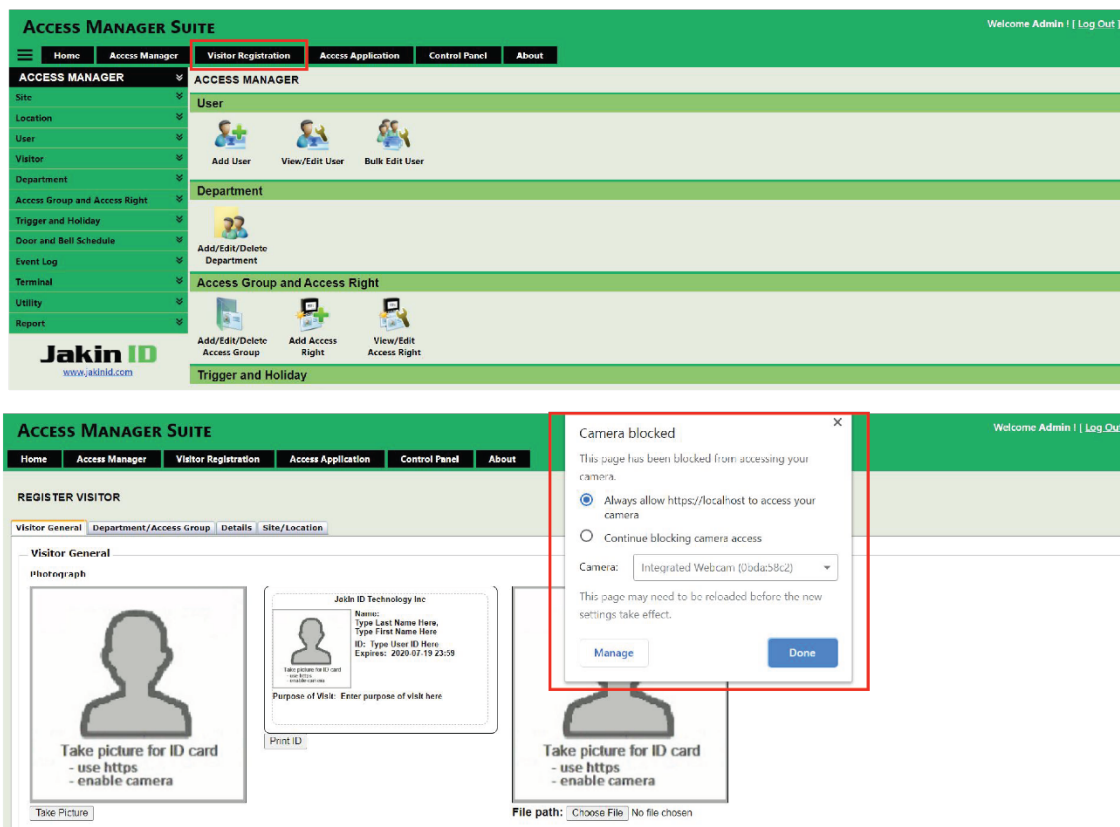 ACCESS MANAGER SUITE
Welcome Admin ! [ Log Out ]
Home Access Manager Visitor Registration Access Application Control Panel About
ACCESS MANAGER
Site
Location
User
Visitor
Department
Access Group and Access Right
Trigger and Holiday
Door and Bell Schedule
Event Log
Terminal
Utility
Report
Jakin ID
www.jakinid.com
ACCESS MANAGER
User
Add User View/Edit User Bulk Edit User
Department
Add/Edit/Delete
Department
Access Group and Access Right
Add/Edit/Delete
Access Group
Add Access
Right
View/Edit
Access Right
Trigger and Holiday
ACCESS MANAGER SUITE
Welcome Admin ! [ Log Out
Home Access Manager Visitor Registration Access Application Control Panel About
REGISTER VISITOR
Visitor General Department/Access Group Details Site/Location
Visitor General
Photograph
Take picture for ID card
- use https
- enable camera
Take Picture
JakIn ID Technology Inc
Name:
Type Last Name Here,
Type First Name Here
ID: Type User ID Here
Expires: 2020-07-19 23:59
Take picture for ID card
- use https
- enable camera
Purpose of Visit: Enter purpose of visit here
Print ID
Camera blocked
This page has been blocked from accessing your
camera.
Always allow https://localhost to access your
camera
Continue blocking camera access
Camera: Integrated Webcam (0bda:58c2)
This page may need to be reloaded before the new
settings take effect.
Manage Done
Take picture for ID card
- use https
- enable camera
File path: Choose File No file chosen